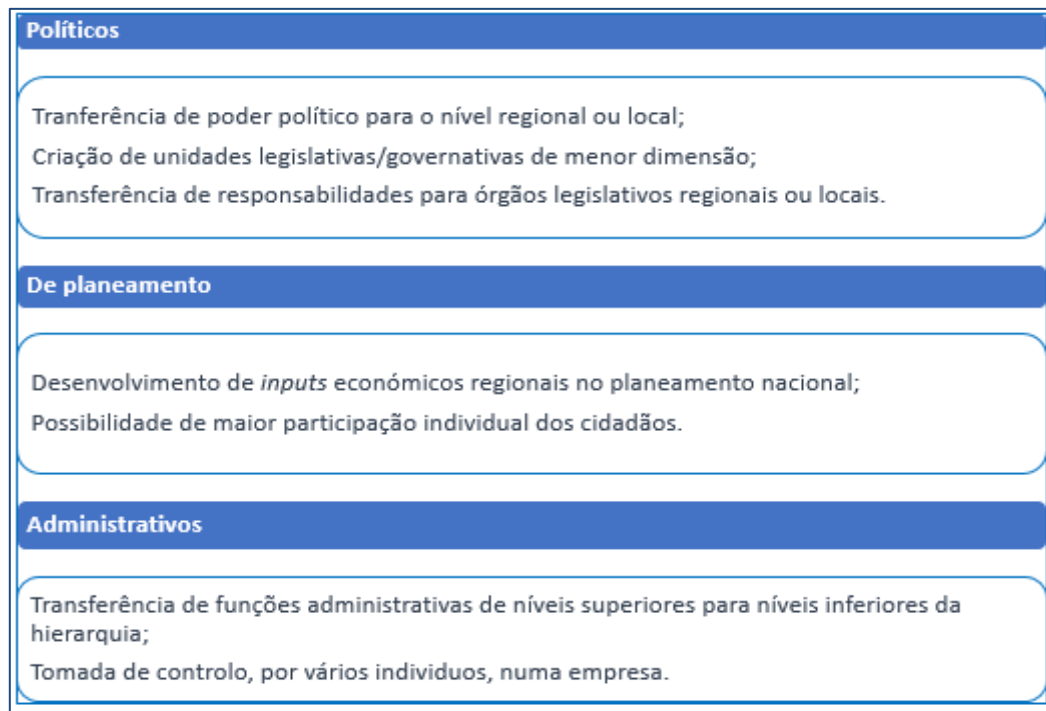 Políticos
Tranferência de poder político para o nível regional ou local;
Criação de unidades legislativas/governativas de menor dimensão;
Transferência de responsabilidades para órgãos legislativos regionais ou locais.
De planeamento
Desenvolvimento de inputs económicos regionais no planeamento nacional;
Possibilidade de maior participação individual dos cidadãos.
Administrativos
Transferência de funções administrativas de níveis superiores para níveis inferiores da
hierarquia;
Tomada de controlo, por vários individuos, numa empresa.